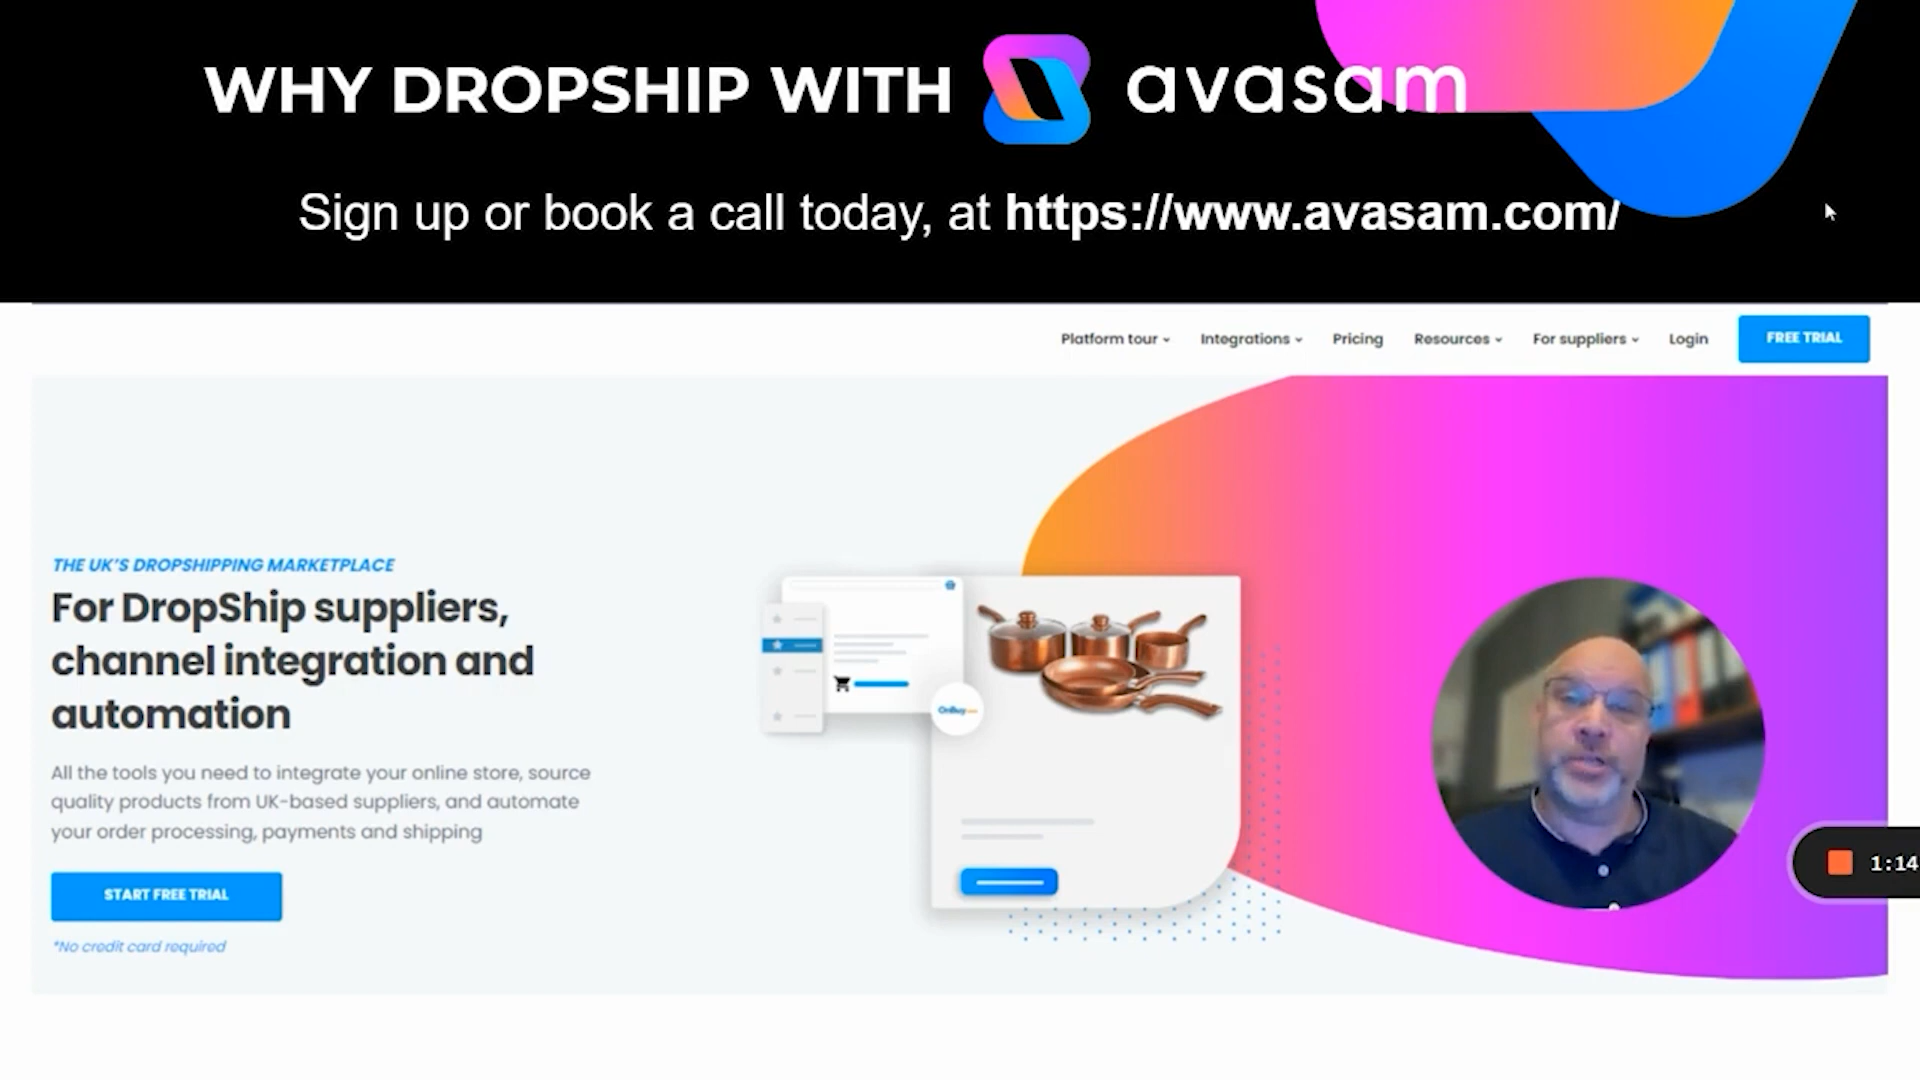 WHY DROPSHIP WITH avasam
Sign up or book a call today, at https://www.avasam.com/
Platform tour Integrations Pricing Resources For suppliers Login FREE TRIAL
THE UK'S DROPSHIPPING MARKETPLACE
For DropShip suppliers,
channel integration and
automation
All the tools you need to integrate your online store, source
quality products from UK-based suppliers, and automate
your order processing, payments and shipping
START FREE TRIAL
*No credit card required
OnBuy
1:14